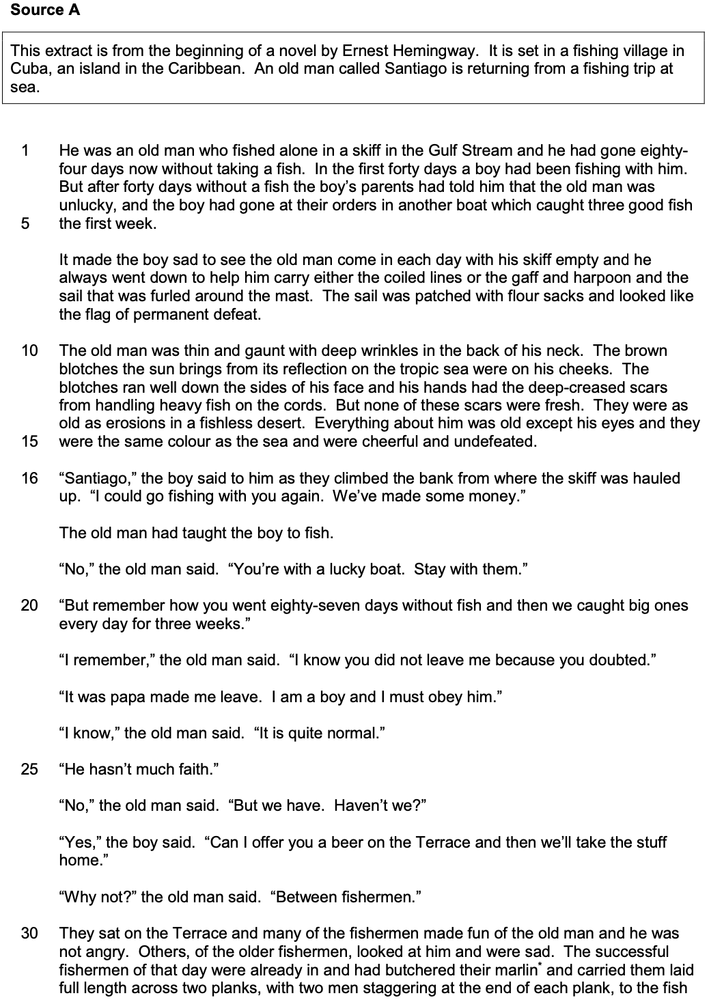 Source A
This extract is from the beginning of a novel by Ernest Hemingway.  It is set in a fishing village in
Cuba, an island in the Caribbean.  An old man called Santiago is returning from a fishing trip at
sea.
1 He was an old man who fished alone in a skiff in the Gulf Stream and he had gone eighty-
four days now without taking a fish.  In the first forty days a boy had been fishing with him.
But after forty days without a fish the boy’s parents had told him that the old man was
unlucky, and the boy had gone at their orders in another boat which caught three good fish
5 the first week.
It made the boy sad to see the old man come in each day with his skiff empty and he
always went down to help him carry either the coiled lines or the gaff and harpoon and the
sail that was furled around the mast.  The sail was patched with flour sacks and looked like
the flag of permanent defeat.
10 The old man was thin and gaunt with deep wrinkles in the back of his neck.  The brown
blotches the sun brings from its reflection on the tropic sea were on his cheeks.  The
blotches ran well down the sides of his face and his hands had the deep-creased scars
from handling heavy fish on the cords.  But none of these scars were fresh.  They were as
old as erosions in a fishless desert.  Everything about him was old except his eyes and they
15 were the same colour as the sea and were cheerful and undefeated.
16 “Santiago,” the boy said to him as they climbed the bank from where the skiff was hauled
up.  “I could go fishing with you again.  We’ve made some money.”
The old man had taught the boy to fish.
“No,” the old man said.  “You’re with a lucky boat.  Stay with them.”
20 “But remember how you went eighty-seven days without fish and then we caught big ones
every day for three weeks.”
“I remember,” the old man said.  “I know you did not leave me because you doubted.”
“It was papa made me leave.  I am a boy and I must obey him.”
“I know,” the old man said.  “It is quite normal.”
25 “He hasn’t much faith.”
“No,” the old man said.  “But we have.  Haven’t we?”
“Yes,” the boy said.  “Can I offer you a beer on the Terrace and then we’ll take the stuff
home.”
“Why not?” the old man said.  “Between fishermen.”
30 They sat on the Terrace and many of the fishermen made fun of the old man and he was
not angry.  Others, of the older fishermen, looked at him and were sad.  The successful
fishermen of that day were already in and had butchered their marlin* and carried them laid
full length across two planks, with two men staggering at the end of each plank, to the fish